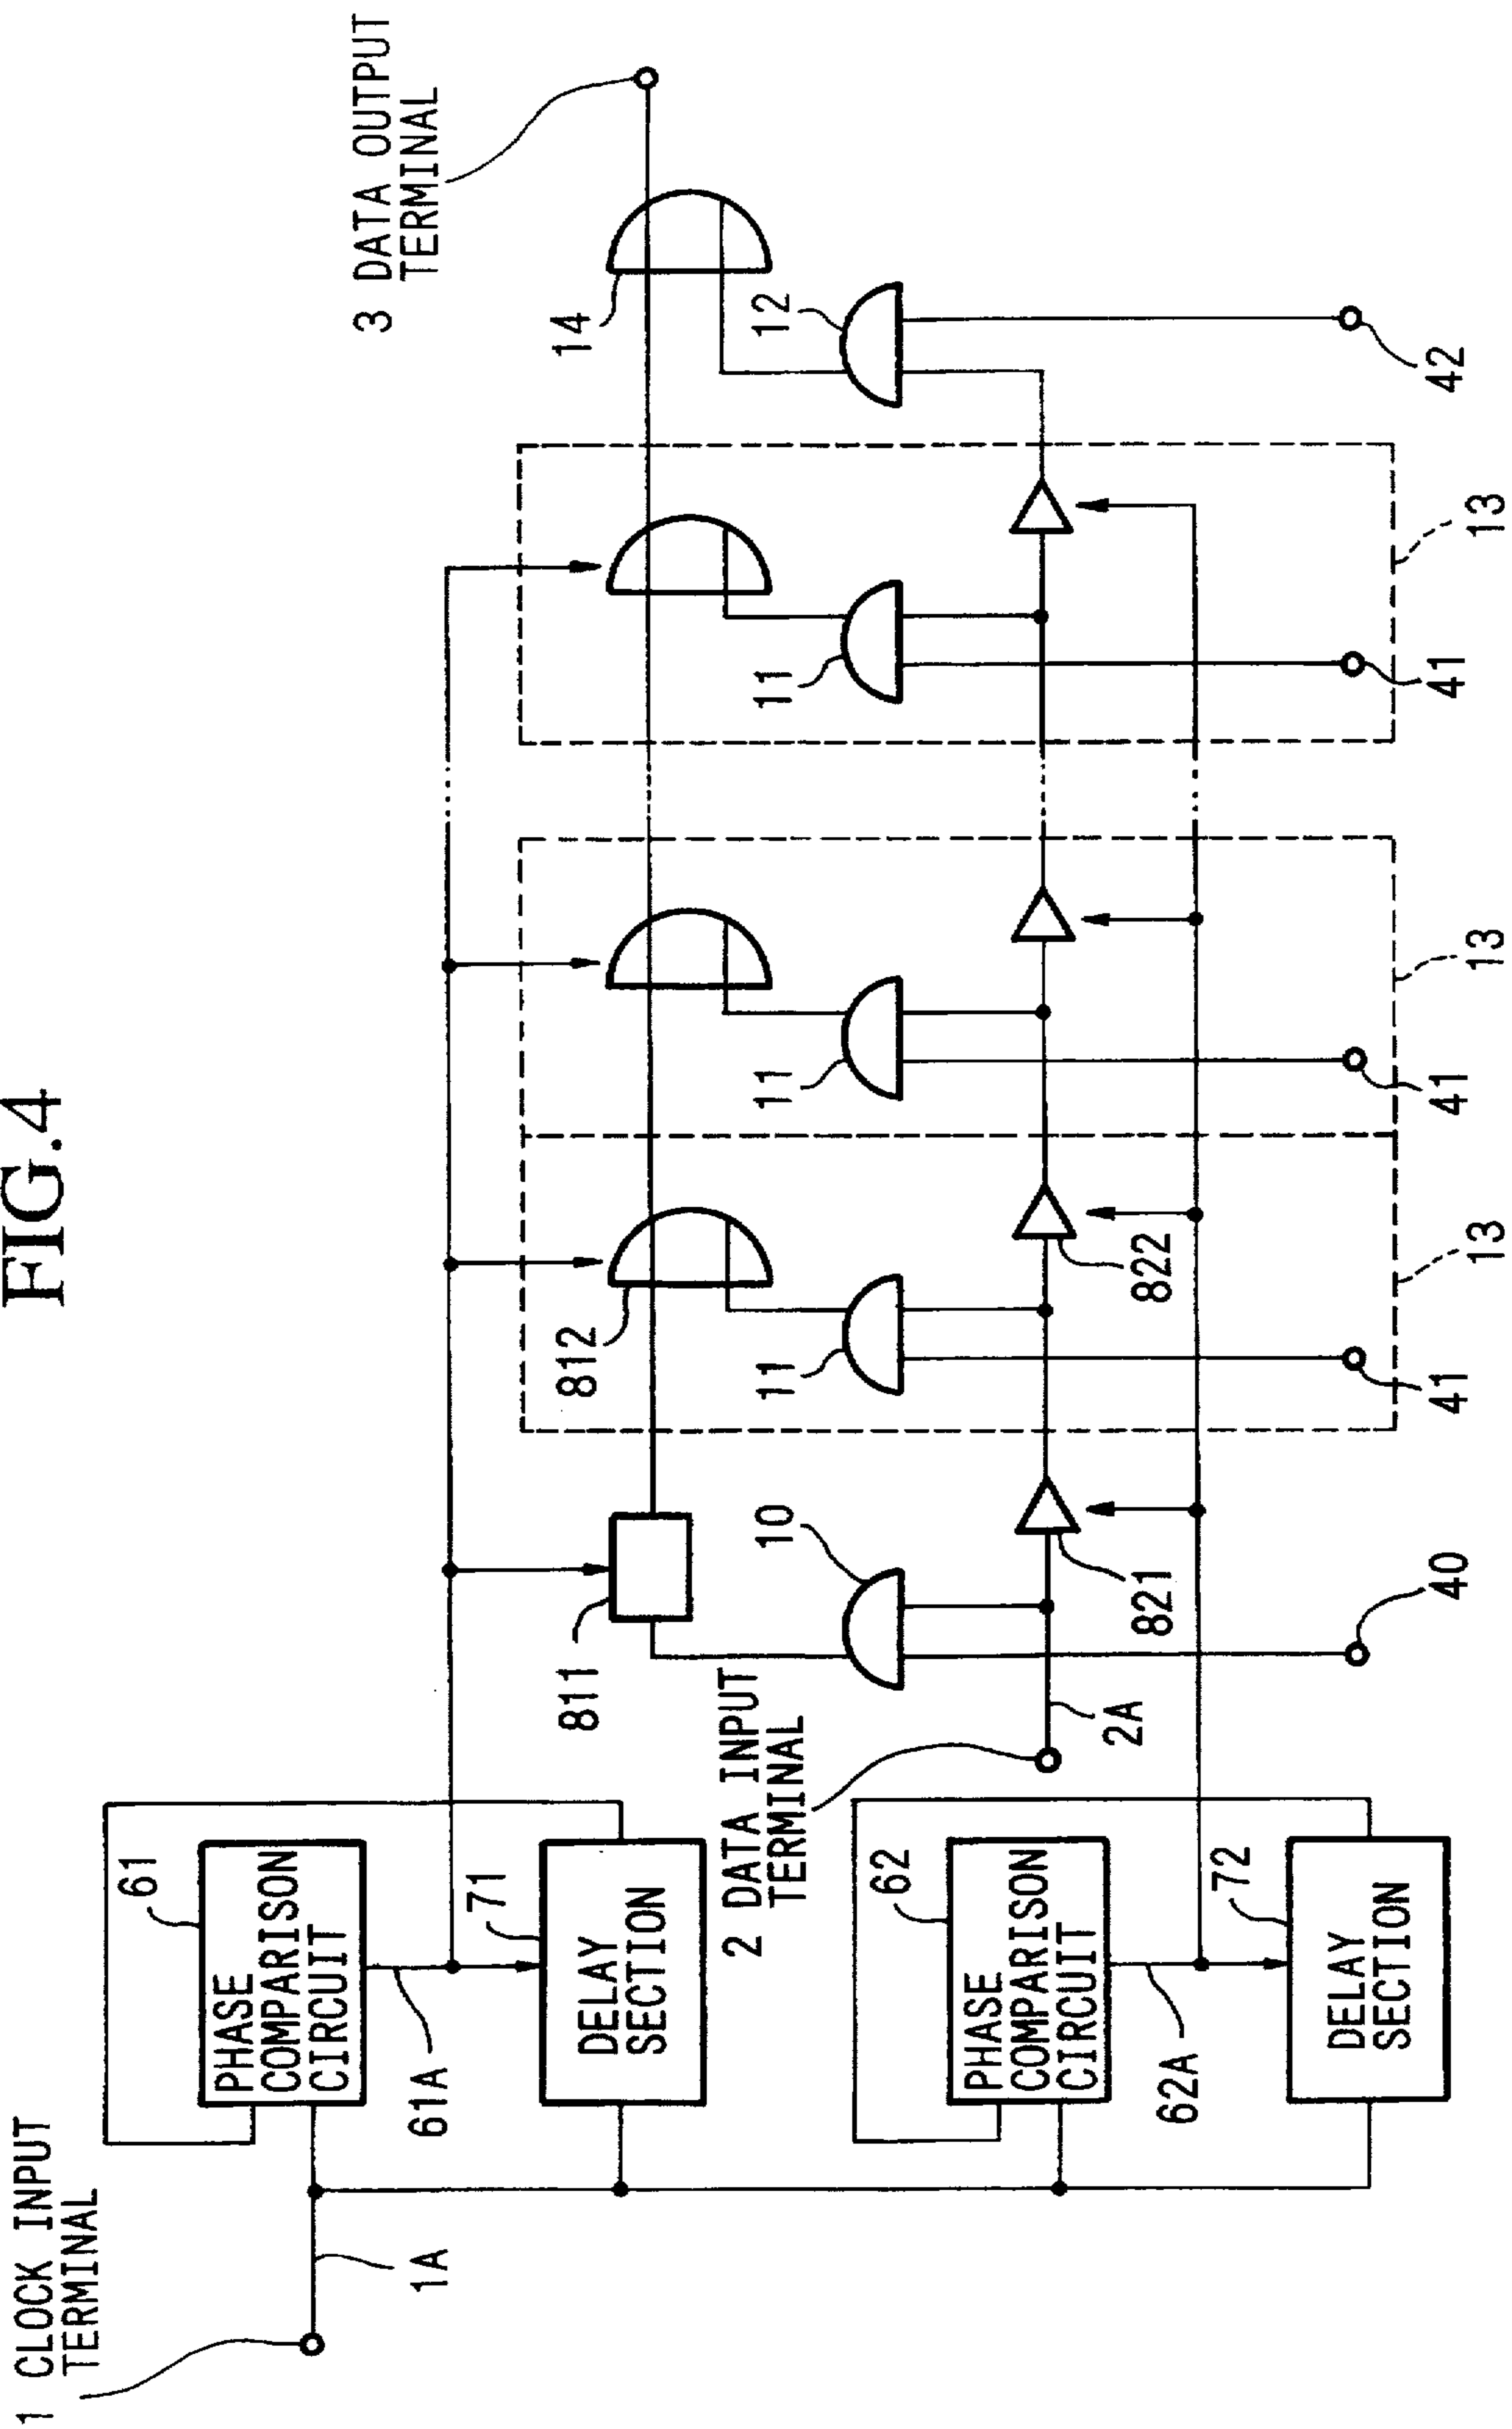 FIG.4
1 CLOCK INPUT
TERMINAL
1A
61
PHASE
COMPARISON
CIRCUIT
61A
71
DELAY
SECTION
62
PHASE
COMPARISON
CIRCUIT
62A
72
DELAY
SECTION
2 DATA INPUT
TERMINAL
2A
811
10
821
40
812
11
822
41
13
11
41
13
11
41
13
14
12
42
3 DATA OUTPUT
TERMINAL